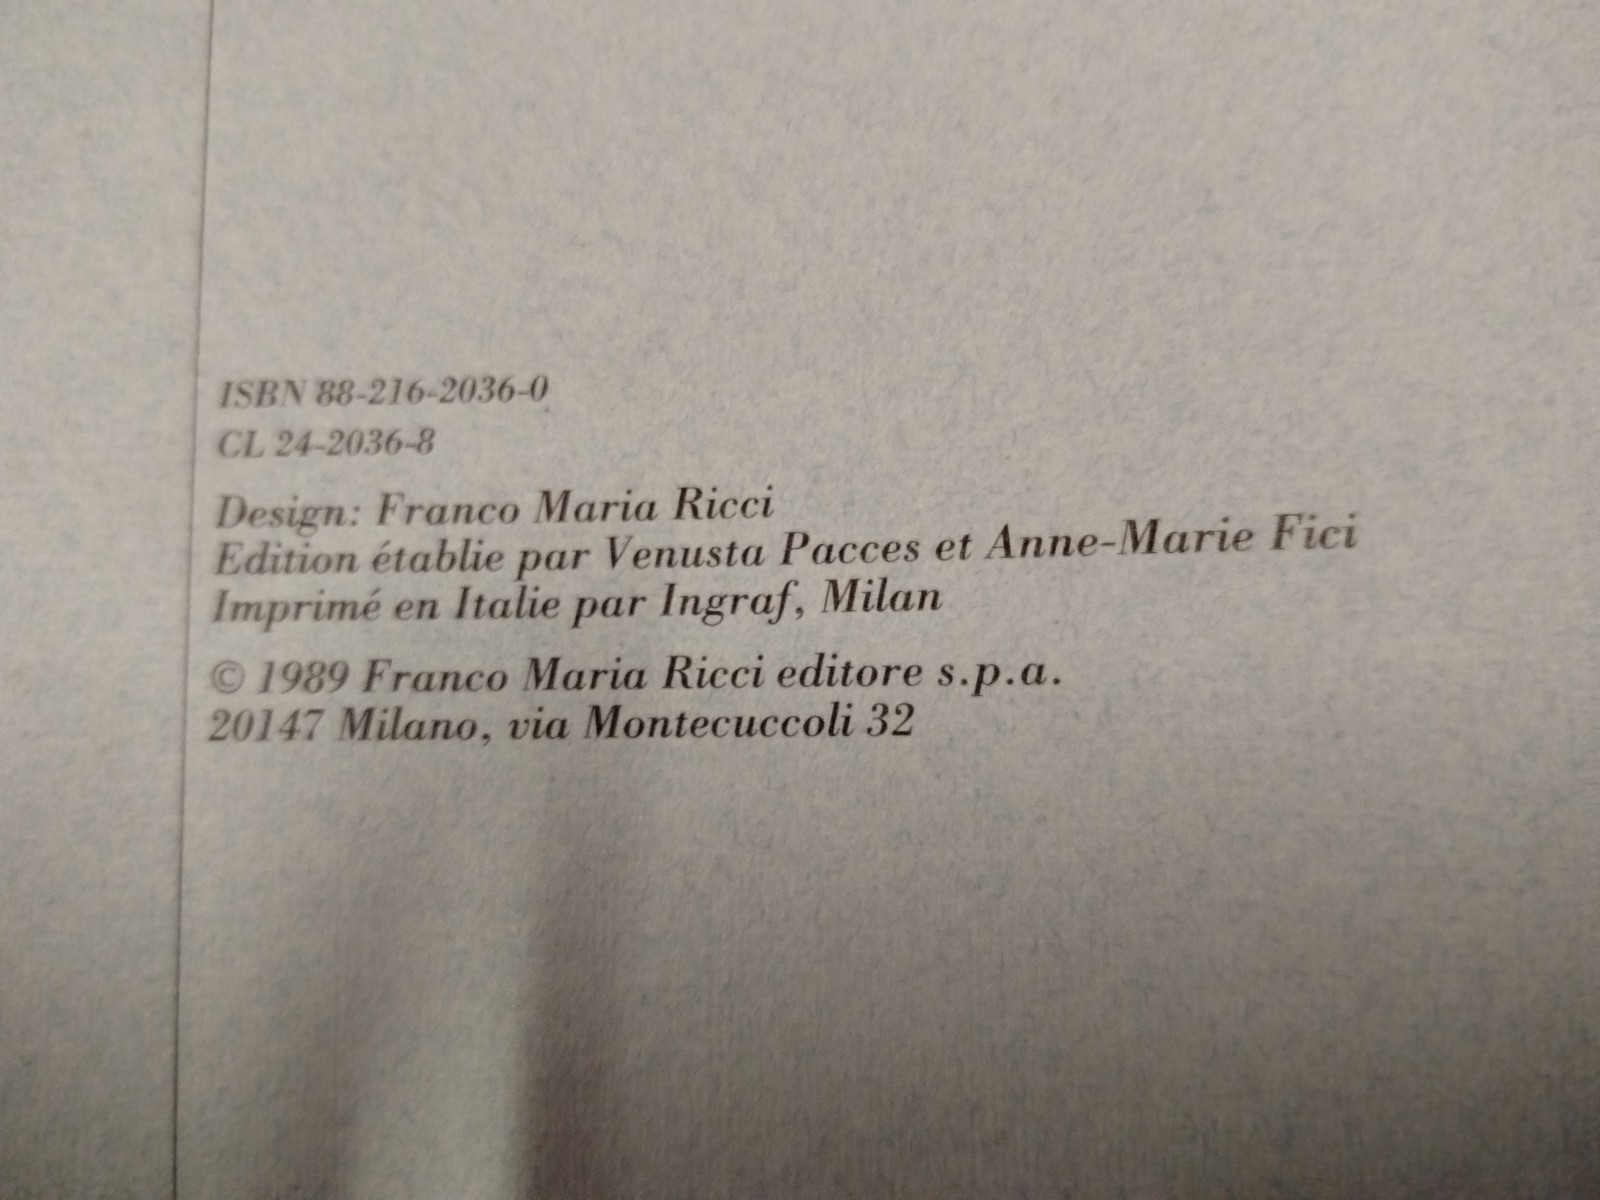 ISBN 88-216-2036-0
CL 24-2036-8
Design: Franco Maria Ricci
Edition établie par Venusta Pacces et Anne-Marie Fici
Imprimé en Italie par Ingraf, Milan
© 1989 Franco Maria Ricci editore s.p.a.
20147 Milano, via Montecuccoli 32